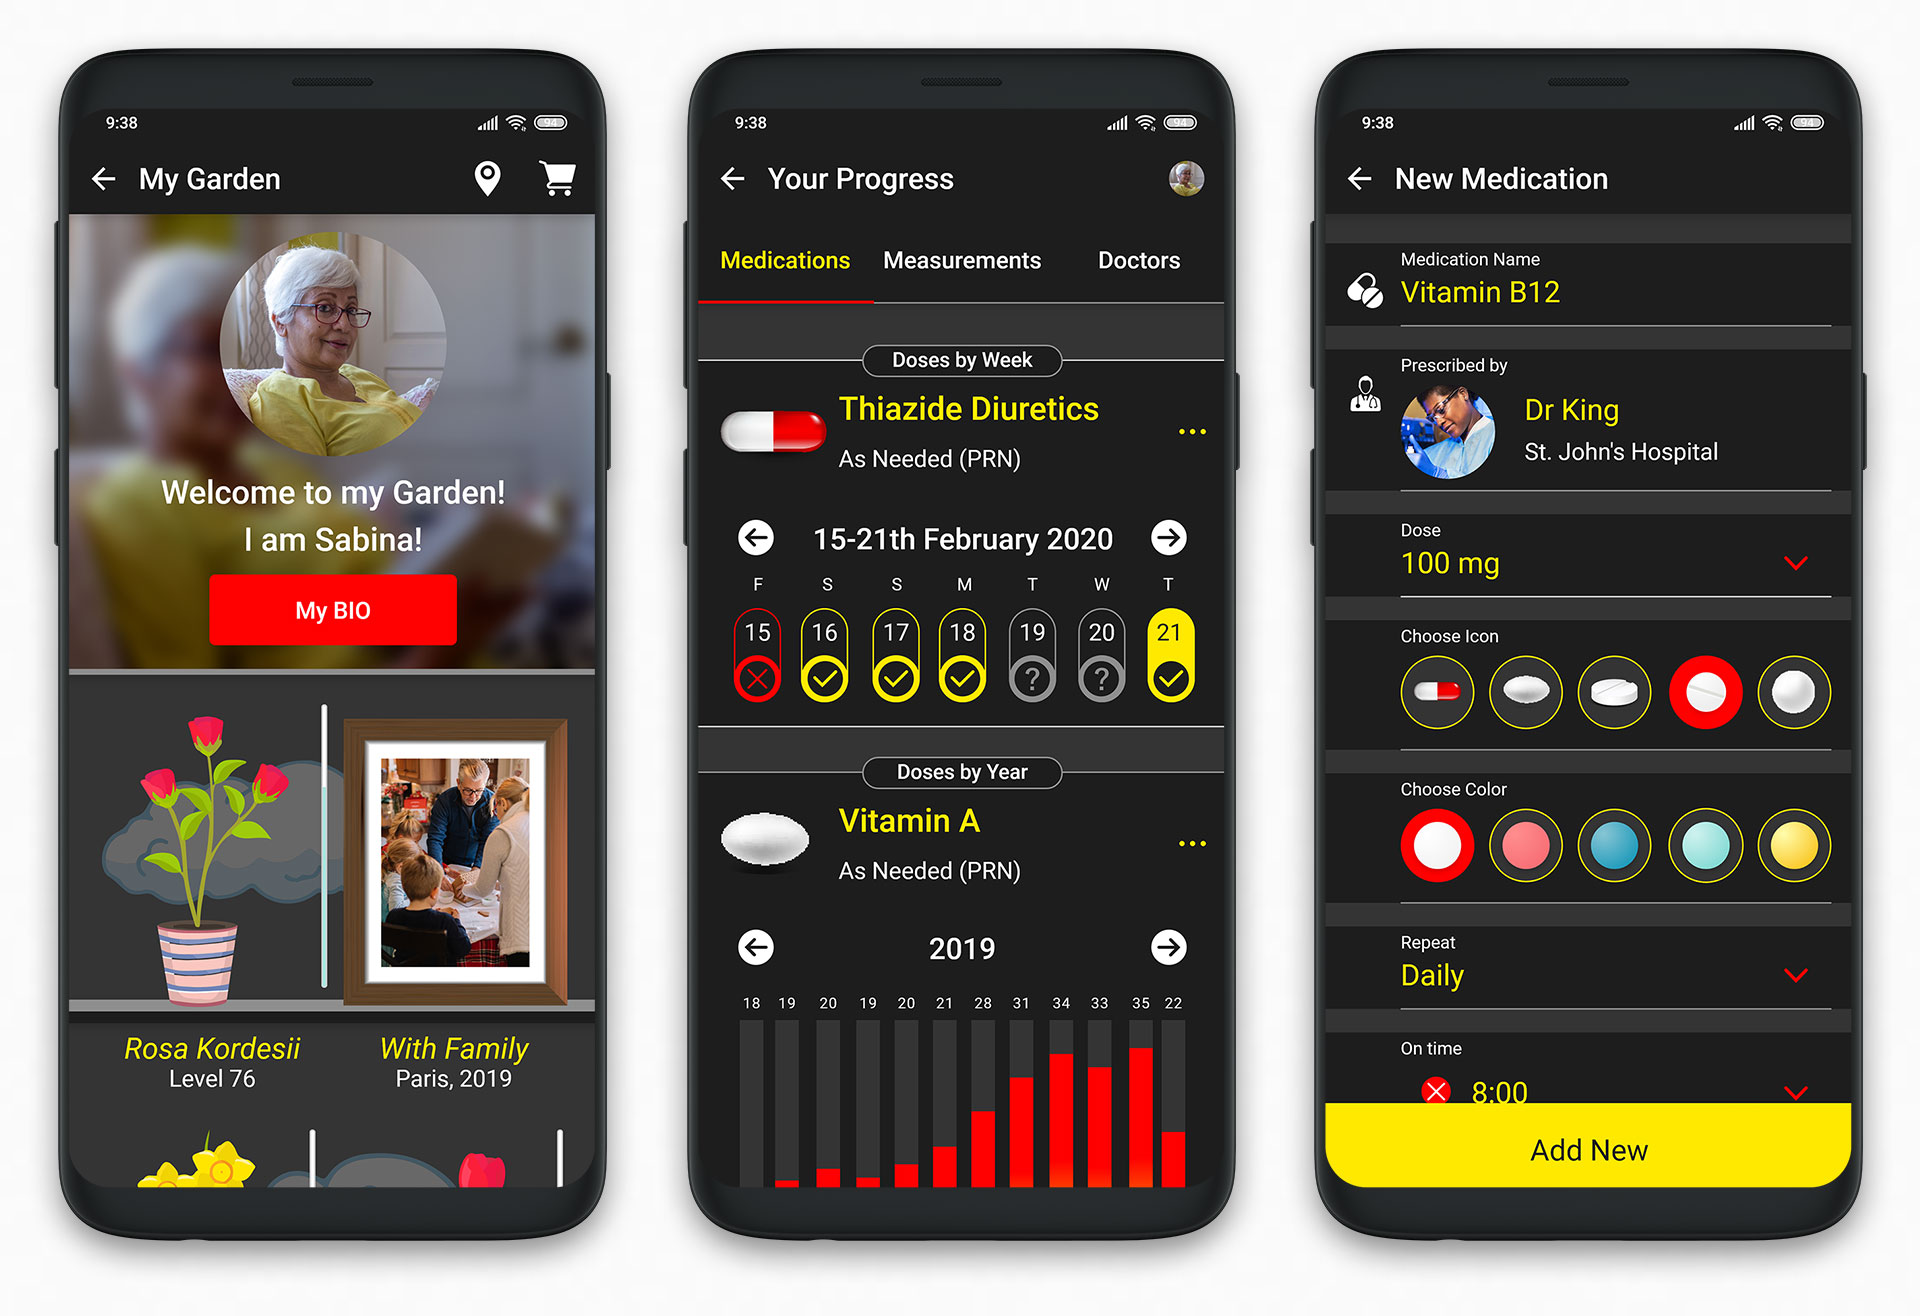 9:38
94
My Garden
Welcome to my Garden!
I am Sabina!
My BIO
Rosa Kordesii
Level 76
With Family
Paris, 2019
9:38
94
Your Progress
Medications Measurements Doctors
Doses by Week
Thiazide Diuretics
As Needed (PRN)
15-21th February 2020
F S S M T W T
15 16 17 18 19 20 21
? ?
Doses by Year
Vitamin A
As Needed (PRN)
2019
18 19 20 19 20 21 28 31 34 33 35 22
9:38
94
New Medication
Medication Name
Vitamin B12
Prescribed by
Dr King
St. John's Hospital
Dose
100 mg
Choose Icon
Choose Color
Repeat
Daily
On time
8:00
Add New